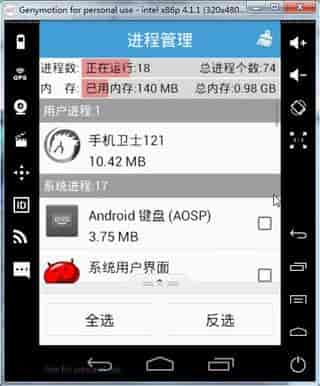 Genymotion for personal use - intel x86p 4.1.1 (320x480...
进程管理
进程数: 正在运行:18 总进程个数:74
内 存: 已用内存:140 MB 总内存:0.98 GB
用户进程:1
手机卫士121
10.42 MB
系统进程:17
Android 键盘 (AOSP)
3.75 MB
系统用户界面
全选 反选
GPS
ID
free for personal use